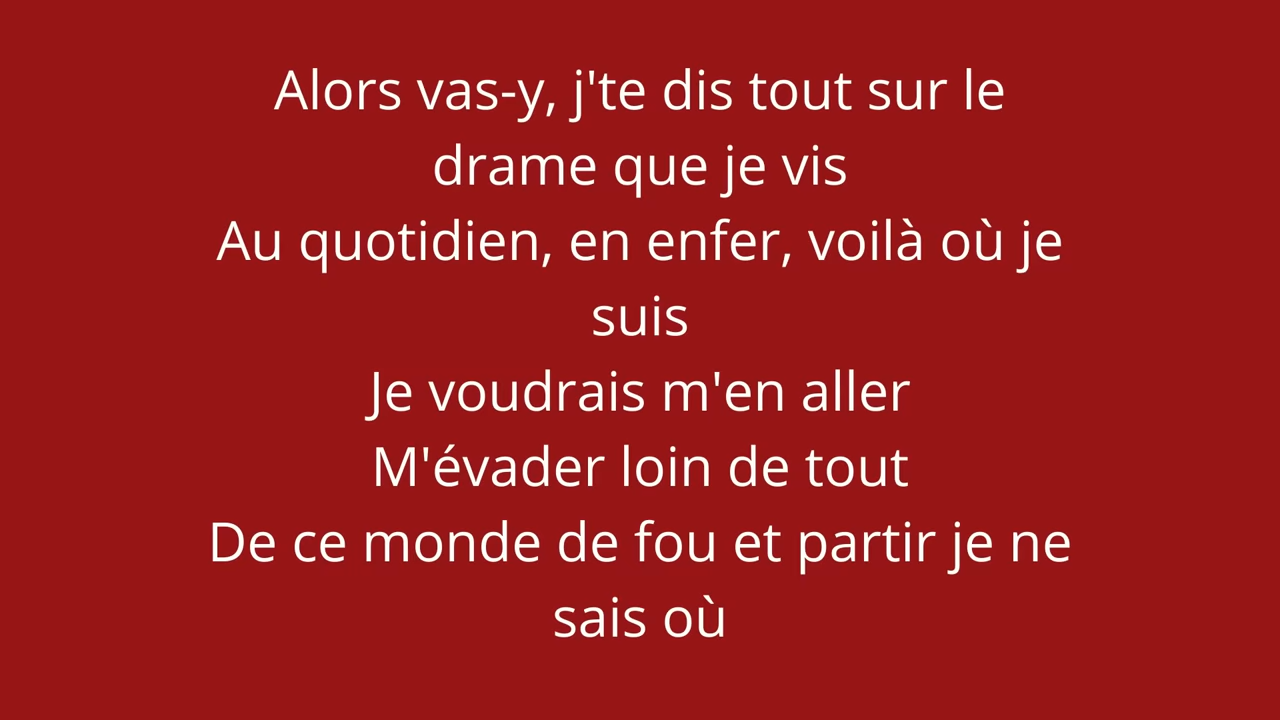 Alors vas-y, j'te dis tout sur le
drame que je vis
Au quotidien, en enfer, voilà où je
suis
Je voudrais m'en aller
M'évader loin de tout
De ce monde de fou et partir je ne
sais où